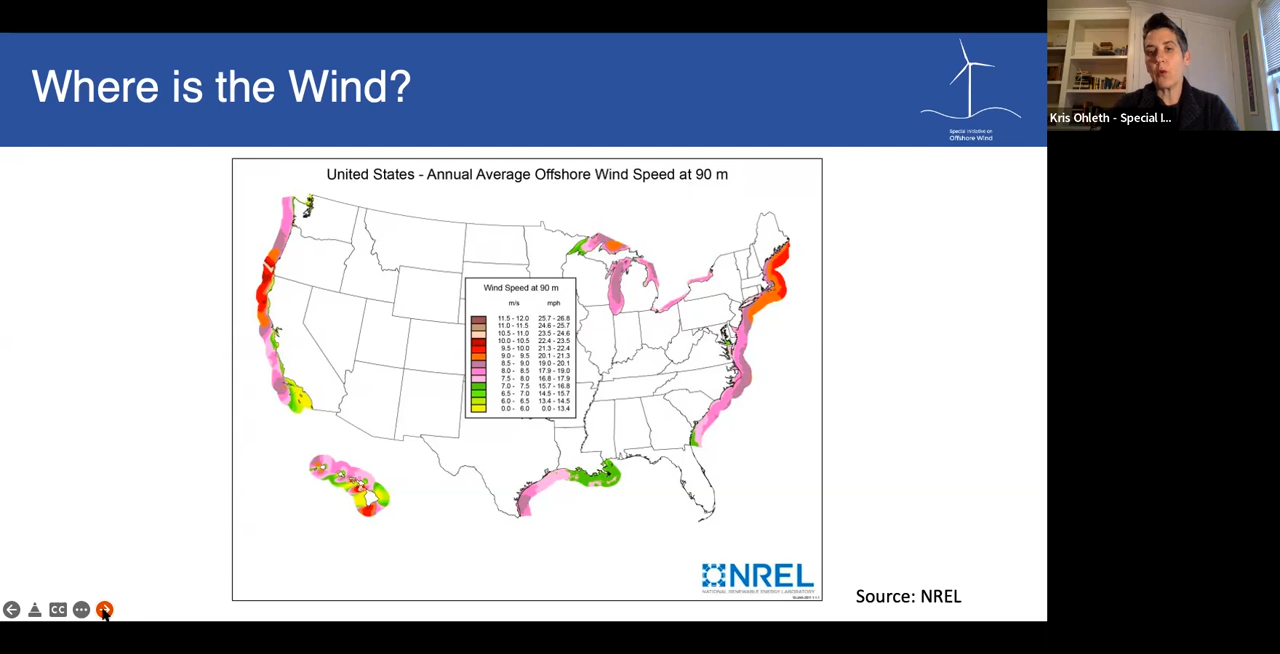 Where is the Wind?
Special Initiative on
Offshore Wind
Kris Ohleth - Special I...
United States - Annual Average Offshore Wind Speed at 90 m
Wind Speed at 90 m
m/s mph
11.5 - 12.0 25.7 - 26.8
11.0 - 11.5 24.6 - 25.7
10.5 - 11.0 23.5 - 24.6
10.0 - 10.5 22.4 - 23.5
9.5 - 10.0 21.3 - 22.4
9.0 - 9.5 20.1 - 21.3
8.5 - 9.0 19.0 - 20.1
8.0 - 8.5 17.9 - 19.0
7.5 - 8.0 16.8 - 17.9
7.0 - 7.5 15.7 - 16.8
6.5 - 7.0 14.5 - 15.7
6.0 - 6.5 13.4 - 14.5
0.0 - 6.0 0.0 - 13.4
NREL
NATIONAL RENEWABLE ENERGY LABORATORY
Source: NREL
CC